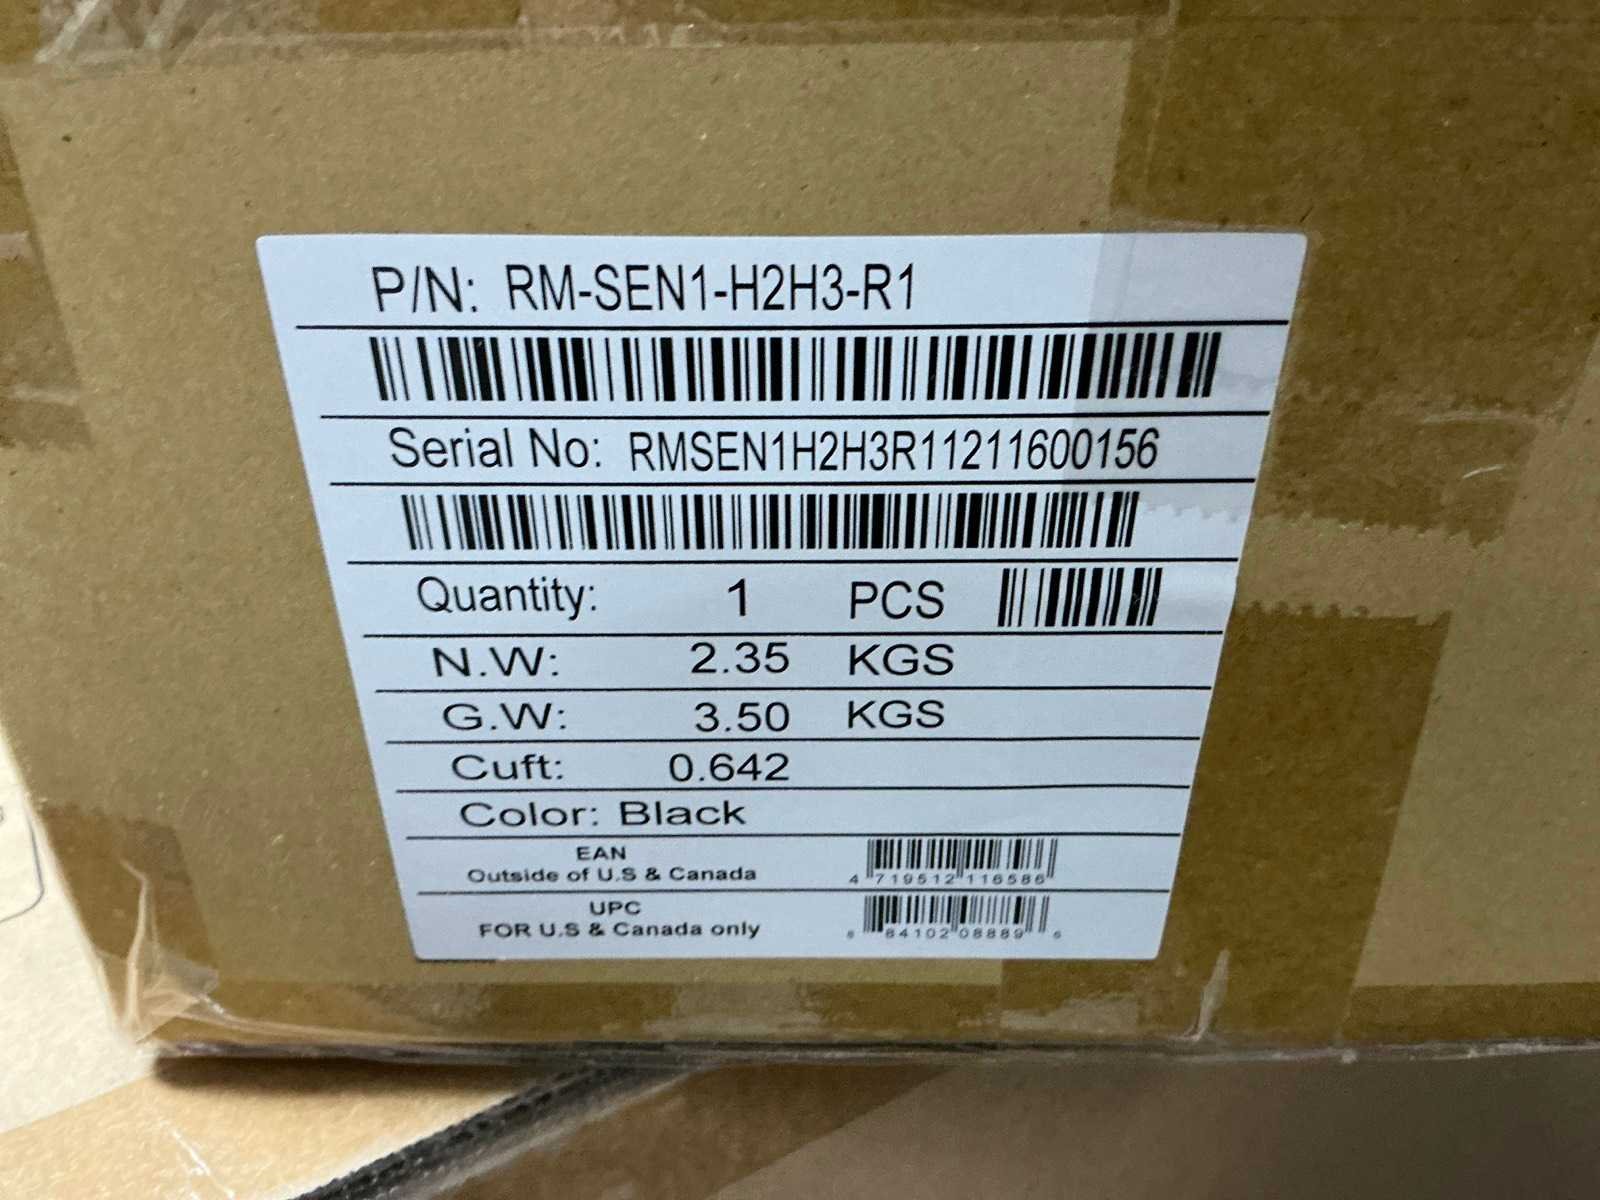 P/N: RM-SEN1-H2H3-R1
Serial No: RMSEN1H2H3R11211600156
Quantity: 1 PCS
N.W: 2.35 KGS
G.W: 3.50 KGS
Cuft: 0.642
Color: Black
EAN
Outside of U.S & Canada
4 719512 116586
UPC
FOR U.S & Canada only
84102 08889